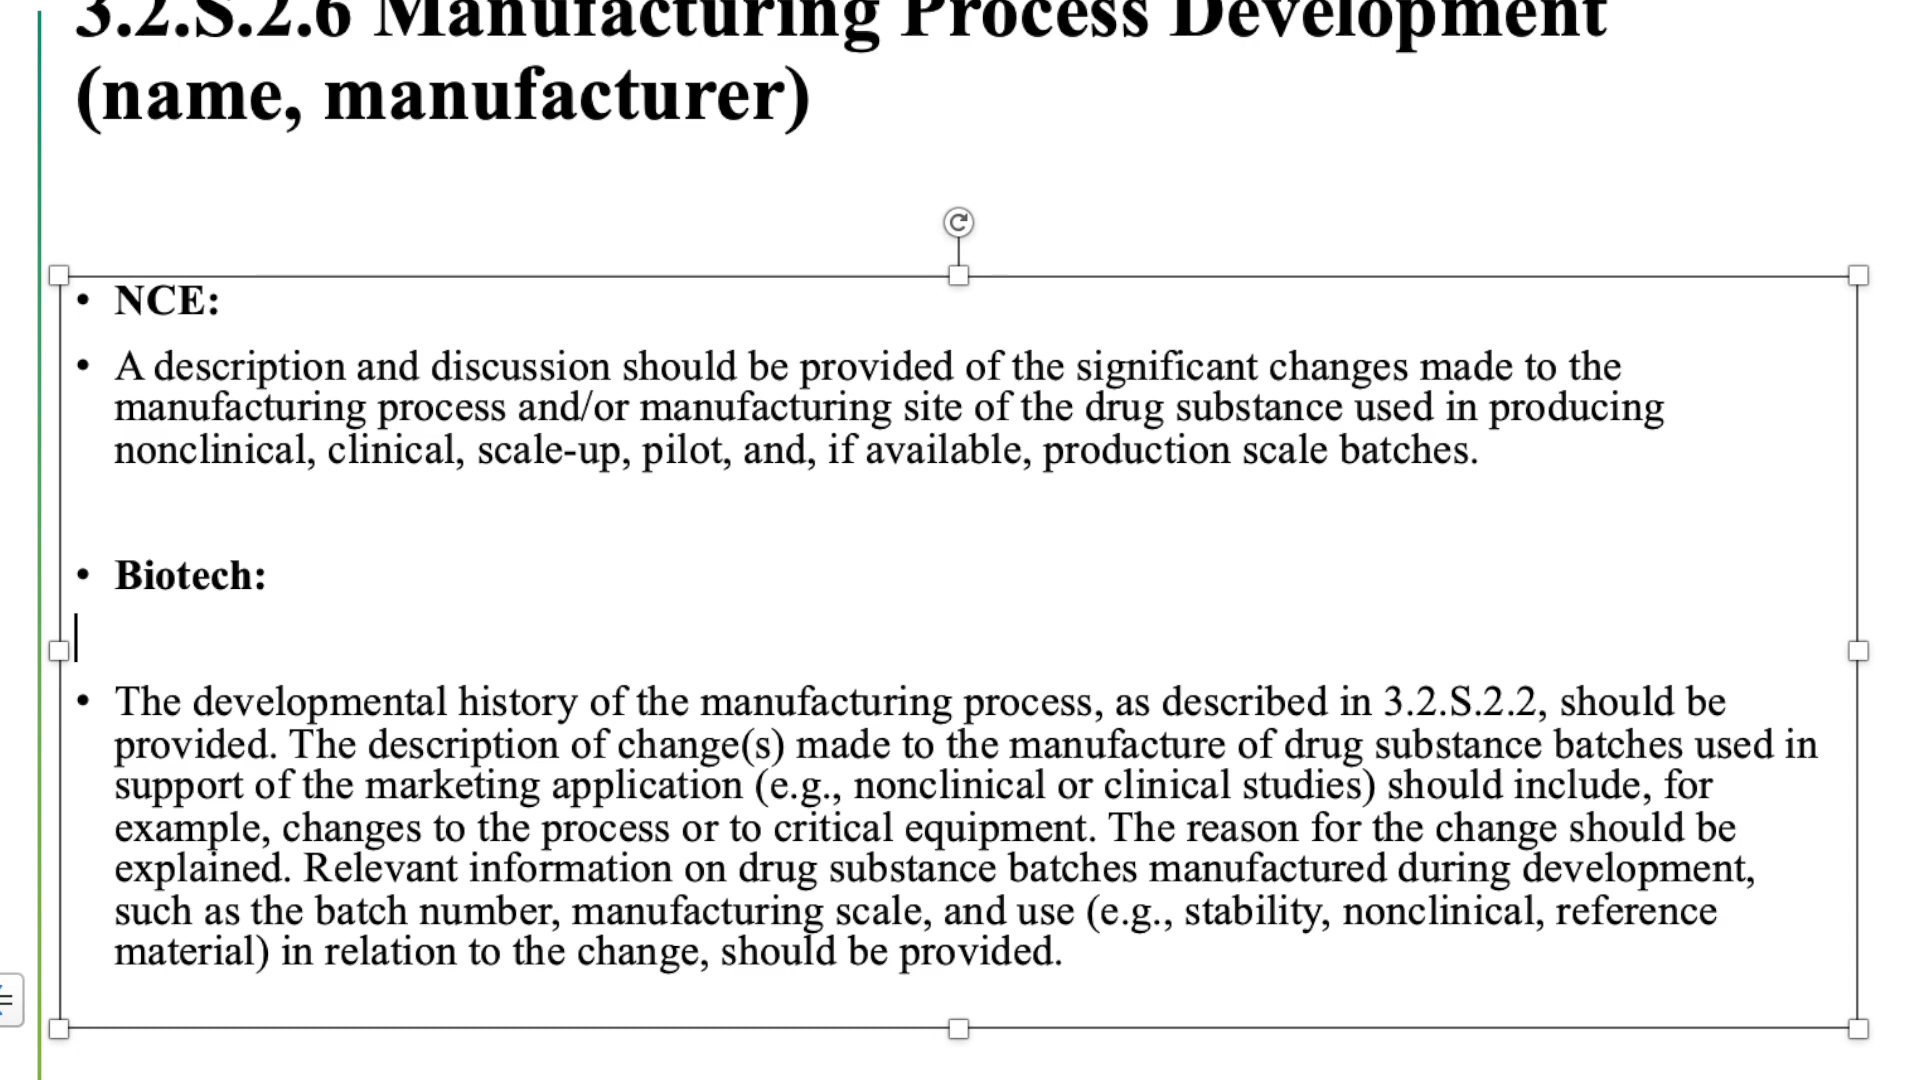 3.2.S.2.6 Manufacturing Process Development
(name, manufacturer)
• NCE:
• A description and discussion should be provided of the significant changes made to the
manufacturing process and/or manufacturing site of the drug substance used in producing
nonclinical, clinical, scale-up, pilot, and, if available, production scale batches.
• Biotech:
• The developmental history of the manufacturing process, as described in 3.2.S.2.2, should be
provided. The description of change(s) made to the manufacture of drug substance batches used in
support of the marketing application (e.g., nonclinical or clinical studies) should include, for
example, changes to the process or to critical equipment. The reason for the change should be
explained. Relevant information on drug substance batches manufactured during development,
such as the batch number, manufacturing scale, and use (e.g., stability, nonclinical, reference
material) in relation to the change, should be provided.